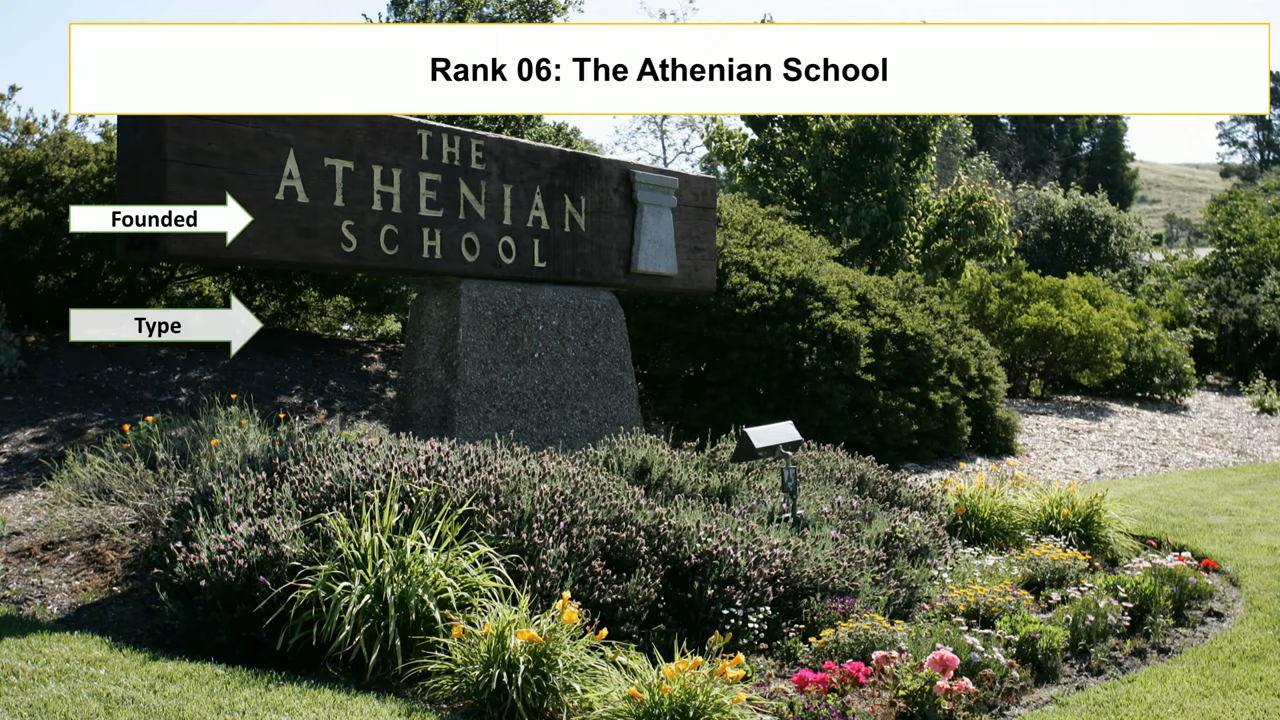 Rank 06: The Athenian School
THE
ATHENIAN
SCHOOL
Founded
Type